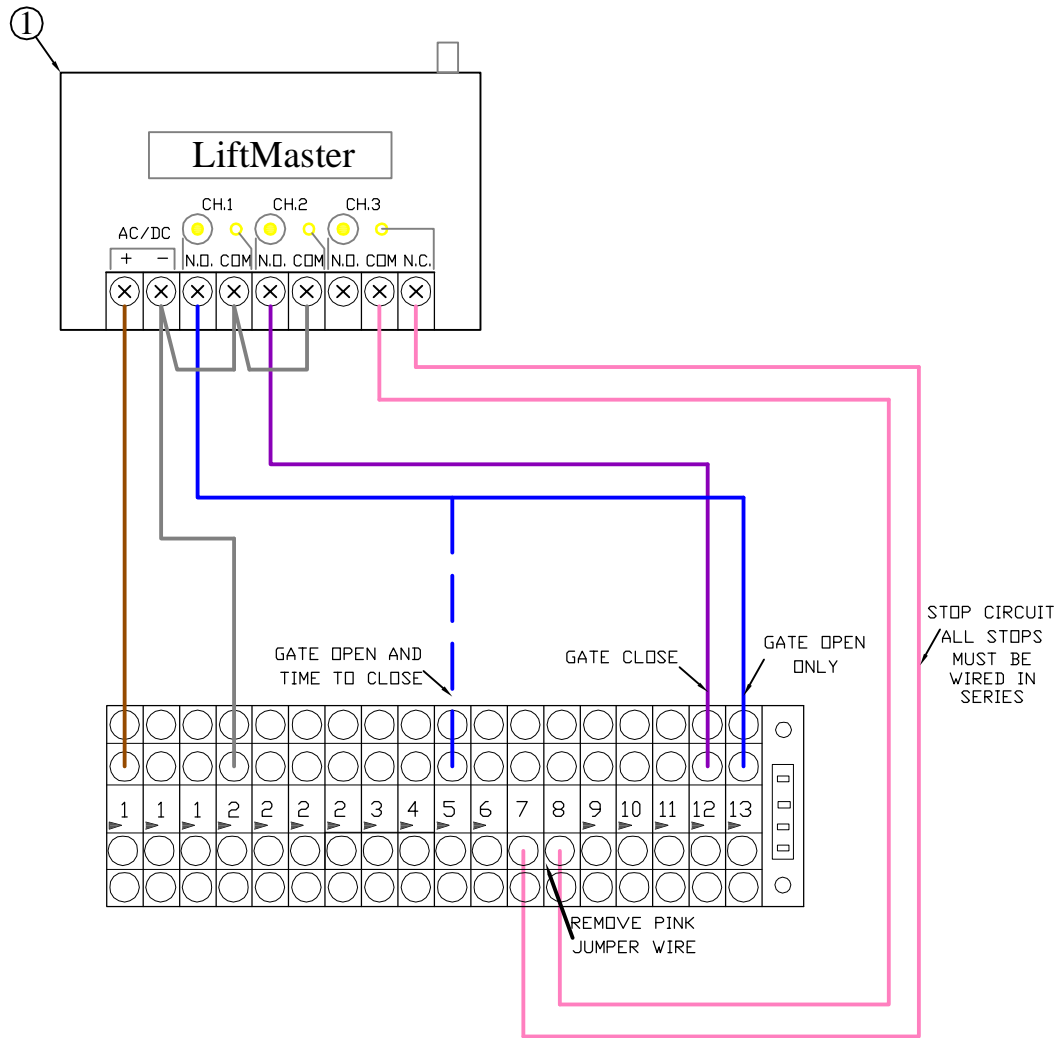 1
LiftMaster
CH.1 CH.2 CH.3
AC/DC
+ − N.O. COM N.O. COM N.O. COM N.C.
STOP CIRCUIT
ALL STOPS
MUST BE
WIRED IN
SERIES
GATE OPEN AND
TIME TO CLOSE
GATE CLOSE
GATE OPEN
ONLY
1 1 1 2 2 2 2 3 4 5 6 7 8 9 10 11 12 13
REMOVE PINK
JUMPER WIRE